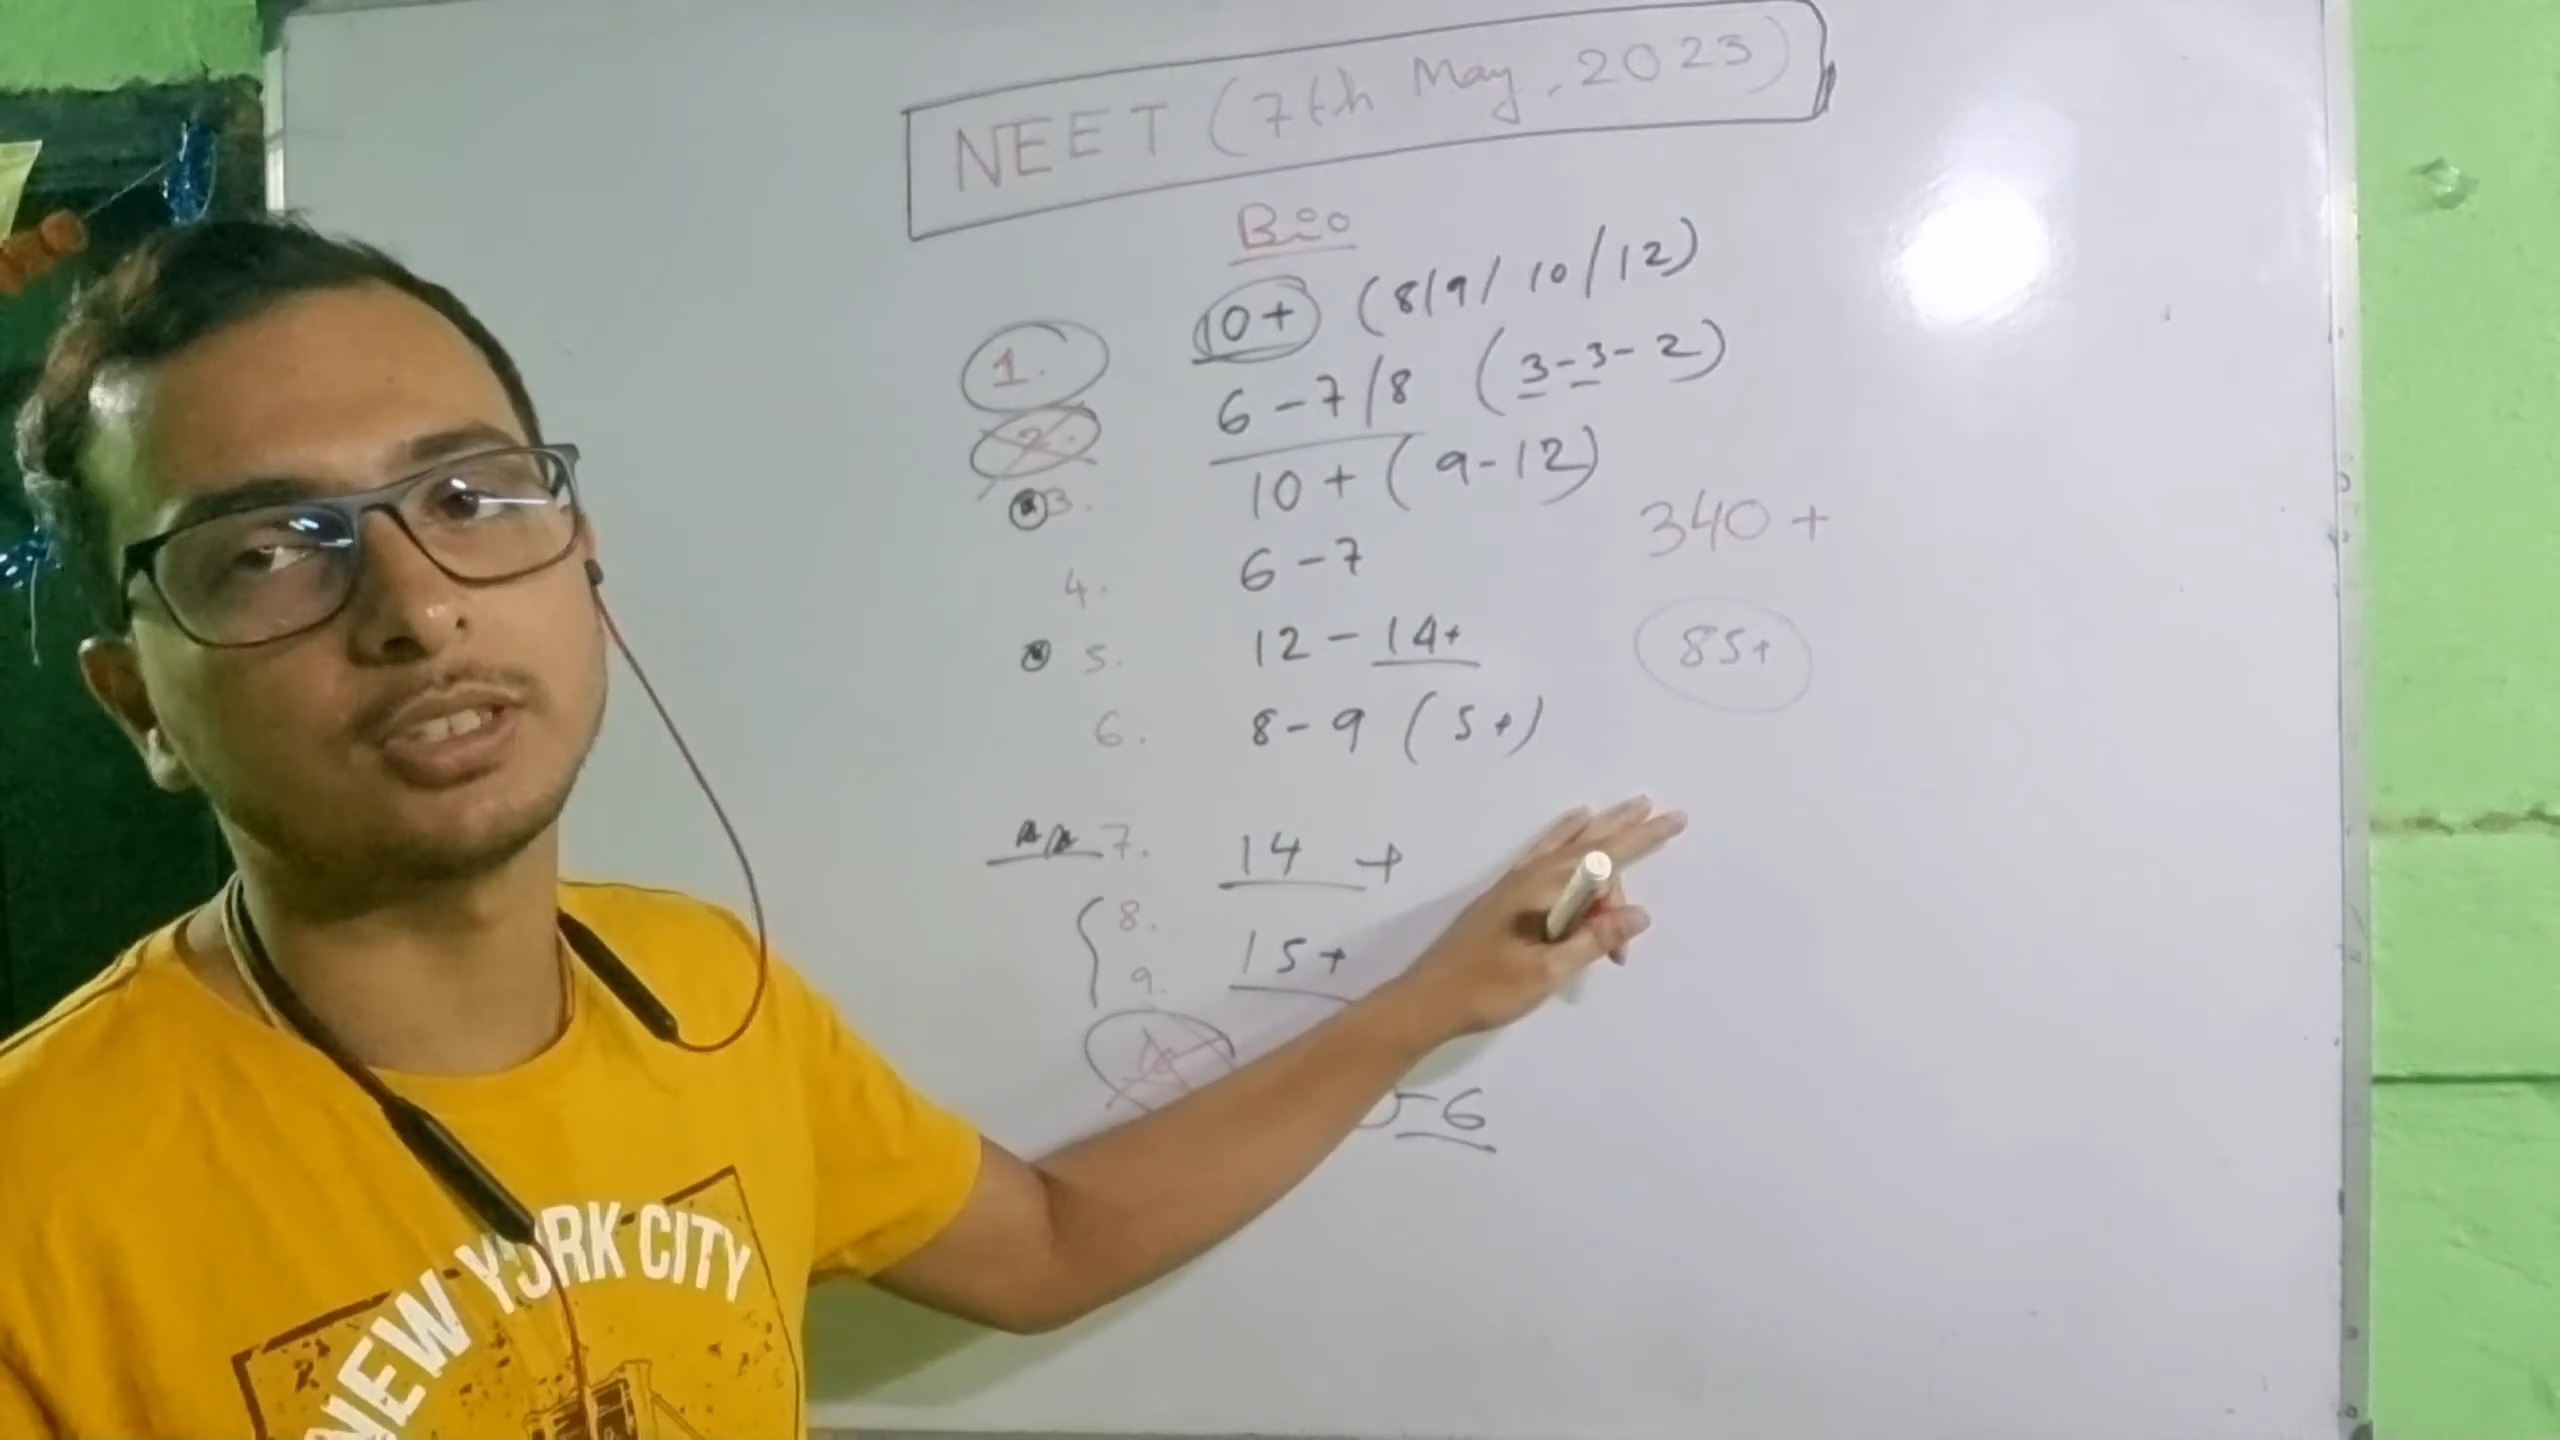 NEET (7th May, 2023)
Bio
1. 10+ (8/9/10/12)
2. 6-7/8 (3-3-2)
3. 10+ (9-12)
340+
4. 6-7
5. 12-14+
85+
6. 8-9 (5+)
7. 14+
8.
15+
9.
-6
NEW YORK CITY